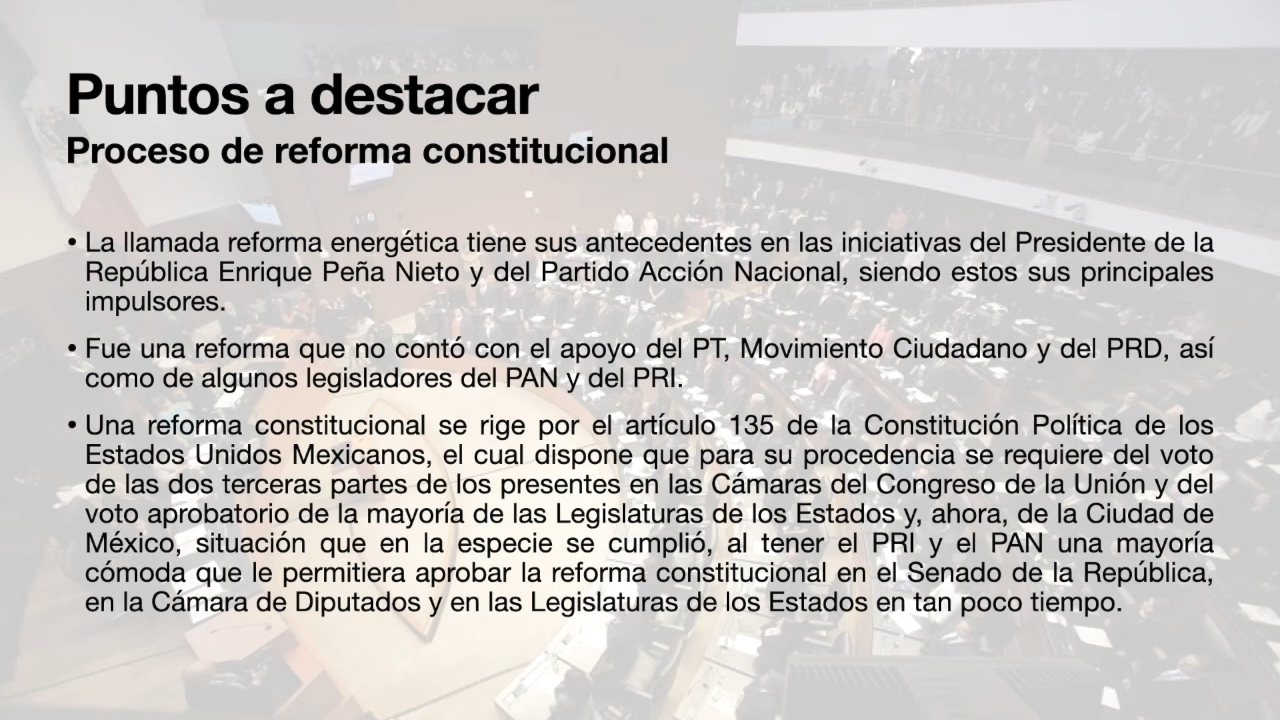 Puntos a destacar
Proceso de reforma constitucional
• La llamada reforma energética tiene sus antecedentes en las iniciativas del Presidente de la
República Enrique Peña Nieto y del Partido Acción Nacional, siendo estos sus principales
impulsores.
• Fue una reforma que no contó con el apoyo del PT, Movimiento Ciudadano y del PRD, así
como de algunos legisladores del PAN y del PRI.
• Una reforma constitucional se rige por el artículo 135 de la Constitución Política de los
Estados Unidos Mexicanos, el cual dispone que para su procedencia se requiere del voto
de las dos terceras partes de los presentes en las Cámaras del Congreso de la Unión y del
voto aprobatorio de la mayoría de las Legislaturas de los Estados y, ahora, de la Ciudad de
México, situación que en la especie se cumplió, al tener el PRI y el PAN una mayoría
cómoda que le permitiera aprobar la reforma constitucional en el Senado de la República,
en la Cámara de Diputados y en las Legislaturas de los Estados en tan poco tiempo.